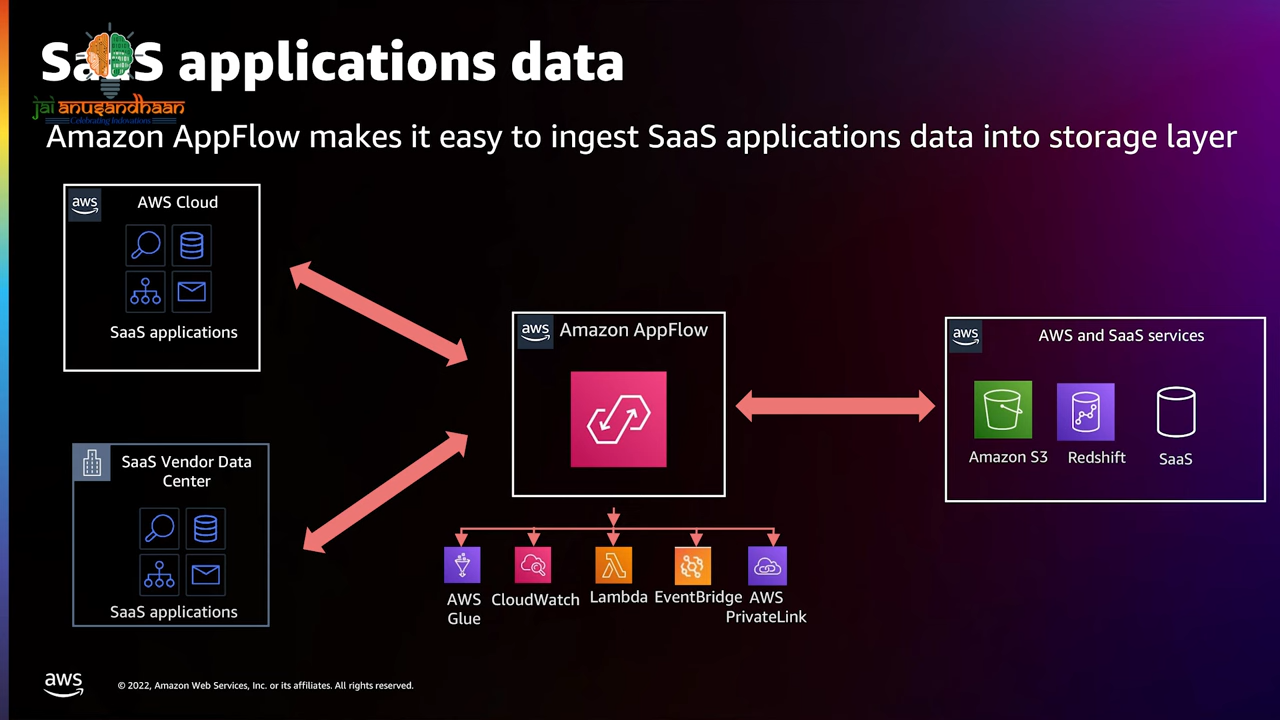 SaaS applications data
jai anusandhaan
Celebrating Indovations
Amazon AppFlow makes it easy to ingest SaaS applications data into storage layer
aws
AWS Cloud
SaaS applications
SaaS Vendor Data
Center
SaaS applications
aws
Amazon AppFlow
AWS
Glue
CloudWatch
Lambda
EventBridge
AWS
PrivateLink
aws
AWS and SaaS services
Amazon S3
Redshift
SaaS
aws
© 2022, Amazon Web Services, Inc. or its affiliates. All rights reserved.